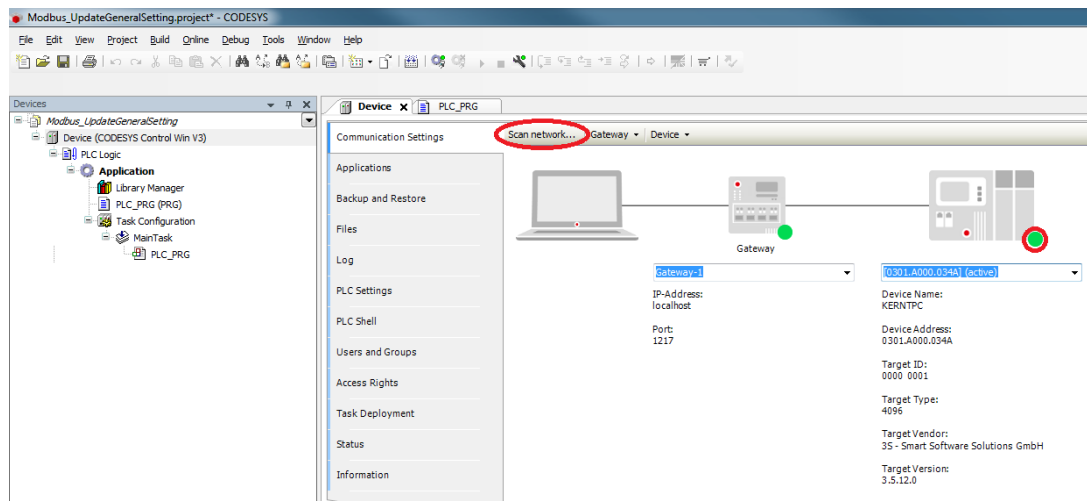 Modbus_UpdateGeneralSetting.project* - CODESYS
File Edit View Project Build Online Debug Tools Window Help
Devices
Modbus_UpdateGeneralSetting
Device (CODESYS Control Win V3)
PLC Logic
Application
Library Manager
PLC_PRG (PRG)
Task Configuration
MainTask
PLC_PRG
Device PLC_PRG
Communication Settings
Applications
Backup and Restore
Files
Log
PLC Settings
PLC Shell
Users and Groups
Access Rights
Task Deployment
Status
Information
Scan network... Gateway Device
Gateway
Gateway-1
IP-Address:
localhost
Port:
1217
[0301.A000.034A] (active)
Device Name:
KERNTPC
Device Address:
0301.A000.034A
Target ID:
0000 0001
Target Type:
4096
Target Vendor:
3S - Smart Software Solutions GmbH
Target Version:
3.5.12.0